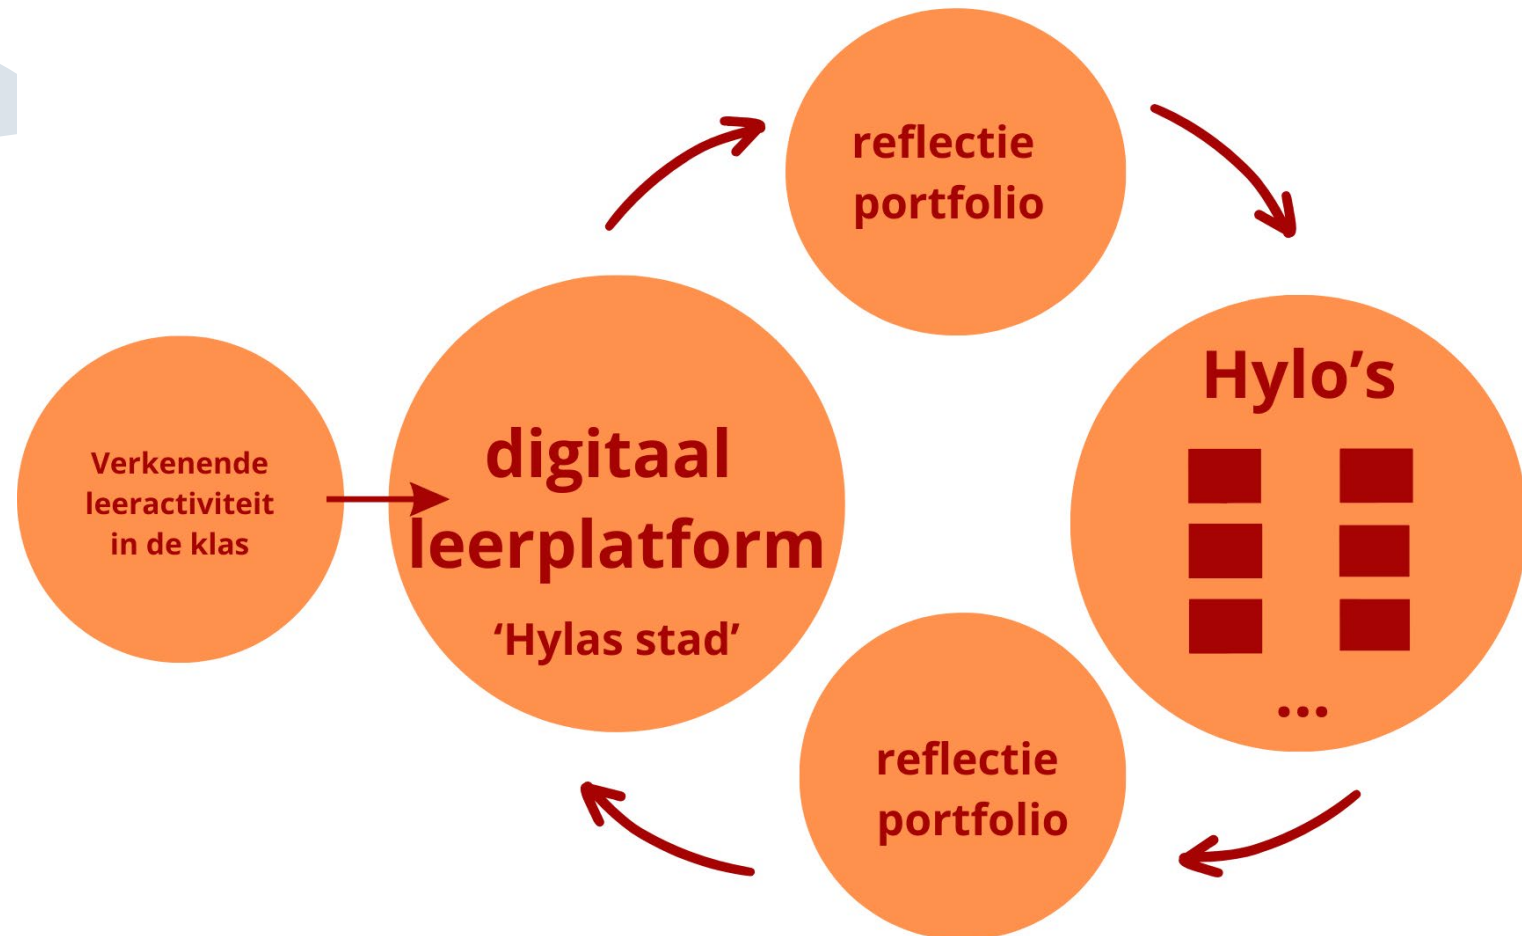 Verkenende
leeractiviteit
in de klas
digitaal
leerplatform
‘Hylas stad’
reflectie
portfolio
Hylo’s
...
reflectie
portfolio